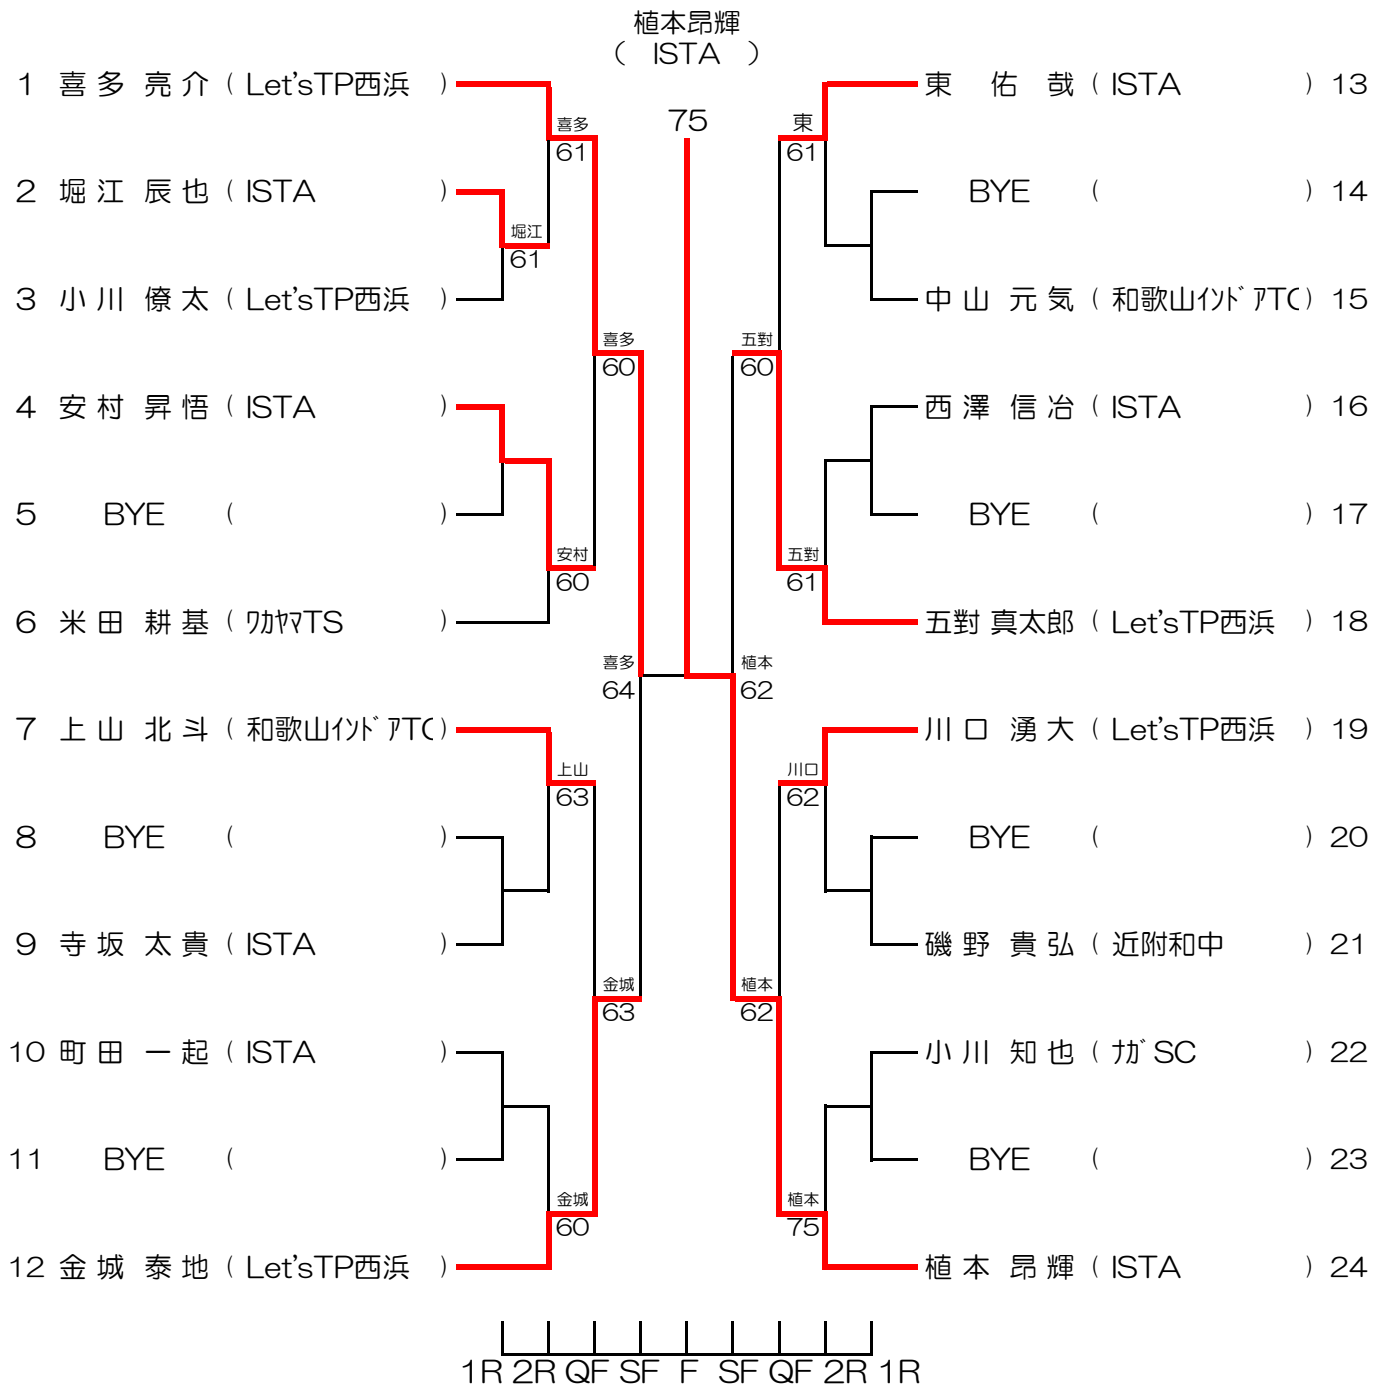 植本昂輝
( ISTA )
75
1 喜多 亮介 ( Let'sTP西浜 )
2 堀江 辰也 ( ISTA )
3 小川 僚太 ( Let'sTP西浜 )
4 安村 昇悟 ( ISTA )
5 BYE ( )
6 米田 耕基 ( ﾜｶﾔﾏTS )
7 上山 北斗 ( 和歌山ｲﾝﾄﾞｱTC )
8 BYE ( )
9 寺坂 太貴 ( ISTA )
10 町田 一起 ( ISTA )
11 BYE ( )
12 金城 泰地 ( Let'sTP西浜 )
喜多
61
堀江
61
喜多
60
安村
60
喜多
64
上山
63
金城
63
金城
60
東
61
五對
60
五對
61
植本
62
川口
62
植本
62
植本
75
東 佑哉 ( ISTA ) 13
BYE ( ) 14
中山 元気 ( 和歌山ｲﾝﾄﾞｱTC ) 15
西澤 信冶 ( ISTA ) 16
BYE ( ) 17
五對 真太郎 ( Let'sTP西浜 ) 18
川口 湧大 ( Let'sTP西浜 ) 19
BYE ( ) 20
磯野 貴弘 ( 近附和中 ) 21
小川 知也 ( ﾅｶﾞSC ) 22
BYE ( ) 23
植本 昂輝 ( ISTA ) 24
1R 2R QF SF F SF QF 2R 1R